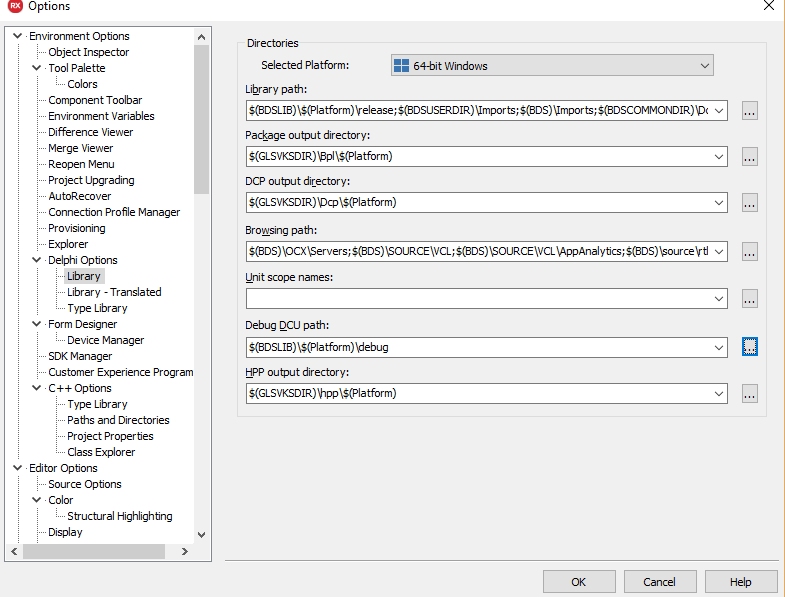 RX Options
Environment Options
Object Inspector
Tool Palette
Colors
Component Toolbar
Environment Variables
Difference Viewer
Merge Viewer
Reopen Menu
Project Upgrading
AutoRecover
Connection Profile Manager
Provisioning
Explorer
Delphi Options
Library
Library - Translated
Type Library
Form Designer
Device Manager
SDK Manager
Customer Experience Program
C++ Options
Type Library
Paths and Directories
Project Properties
Class Explorer
Editor Options
Source Options
Color
Structural Highlighting
Display
Directories
Selected Platform: 64-bit Windows
Library path:
$(BDSLIB)\$(Platform)\release;$(BDSUSERDIR)\Imports;$(BDS)\Imports;$(BDSCOMMONDIR)\Dc ...
Package output directory:
$(GLSVKSDIR)\Bpl\$(Platform) ...
DCP output directory:
$(GLSVKSDIR)\Dcp\$(Platform) ...
Browsing path:
$(BDS)\OCX\Servers;$(BDS)\SOURCE\VCL;$(BDS)\SOURCE\VCL\AppAnalytics;$(BDS)\source\rtl ...
Unit scope names:
...
Debug DCU path:
$(BDSLIB)\$(Platform)\debug ...
HPP output directory:
$(GLSVKSDIR)\hpp\$(Platform) ...
OK Cancel Help